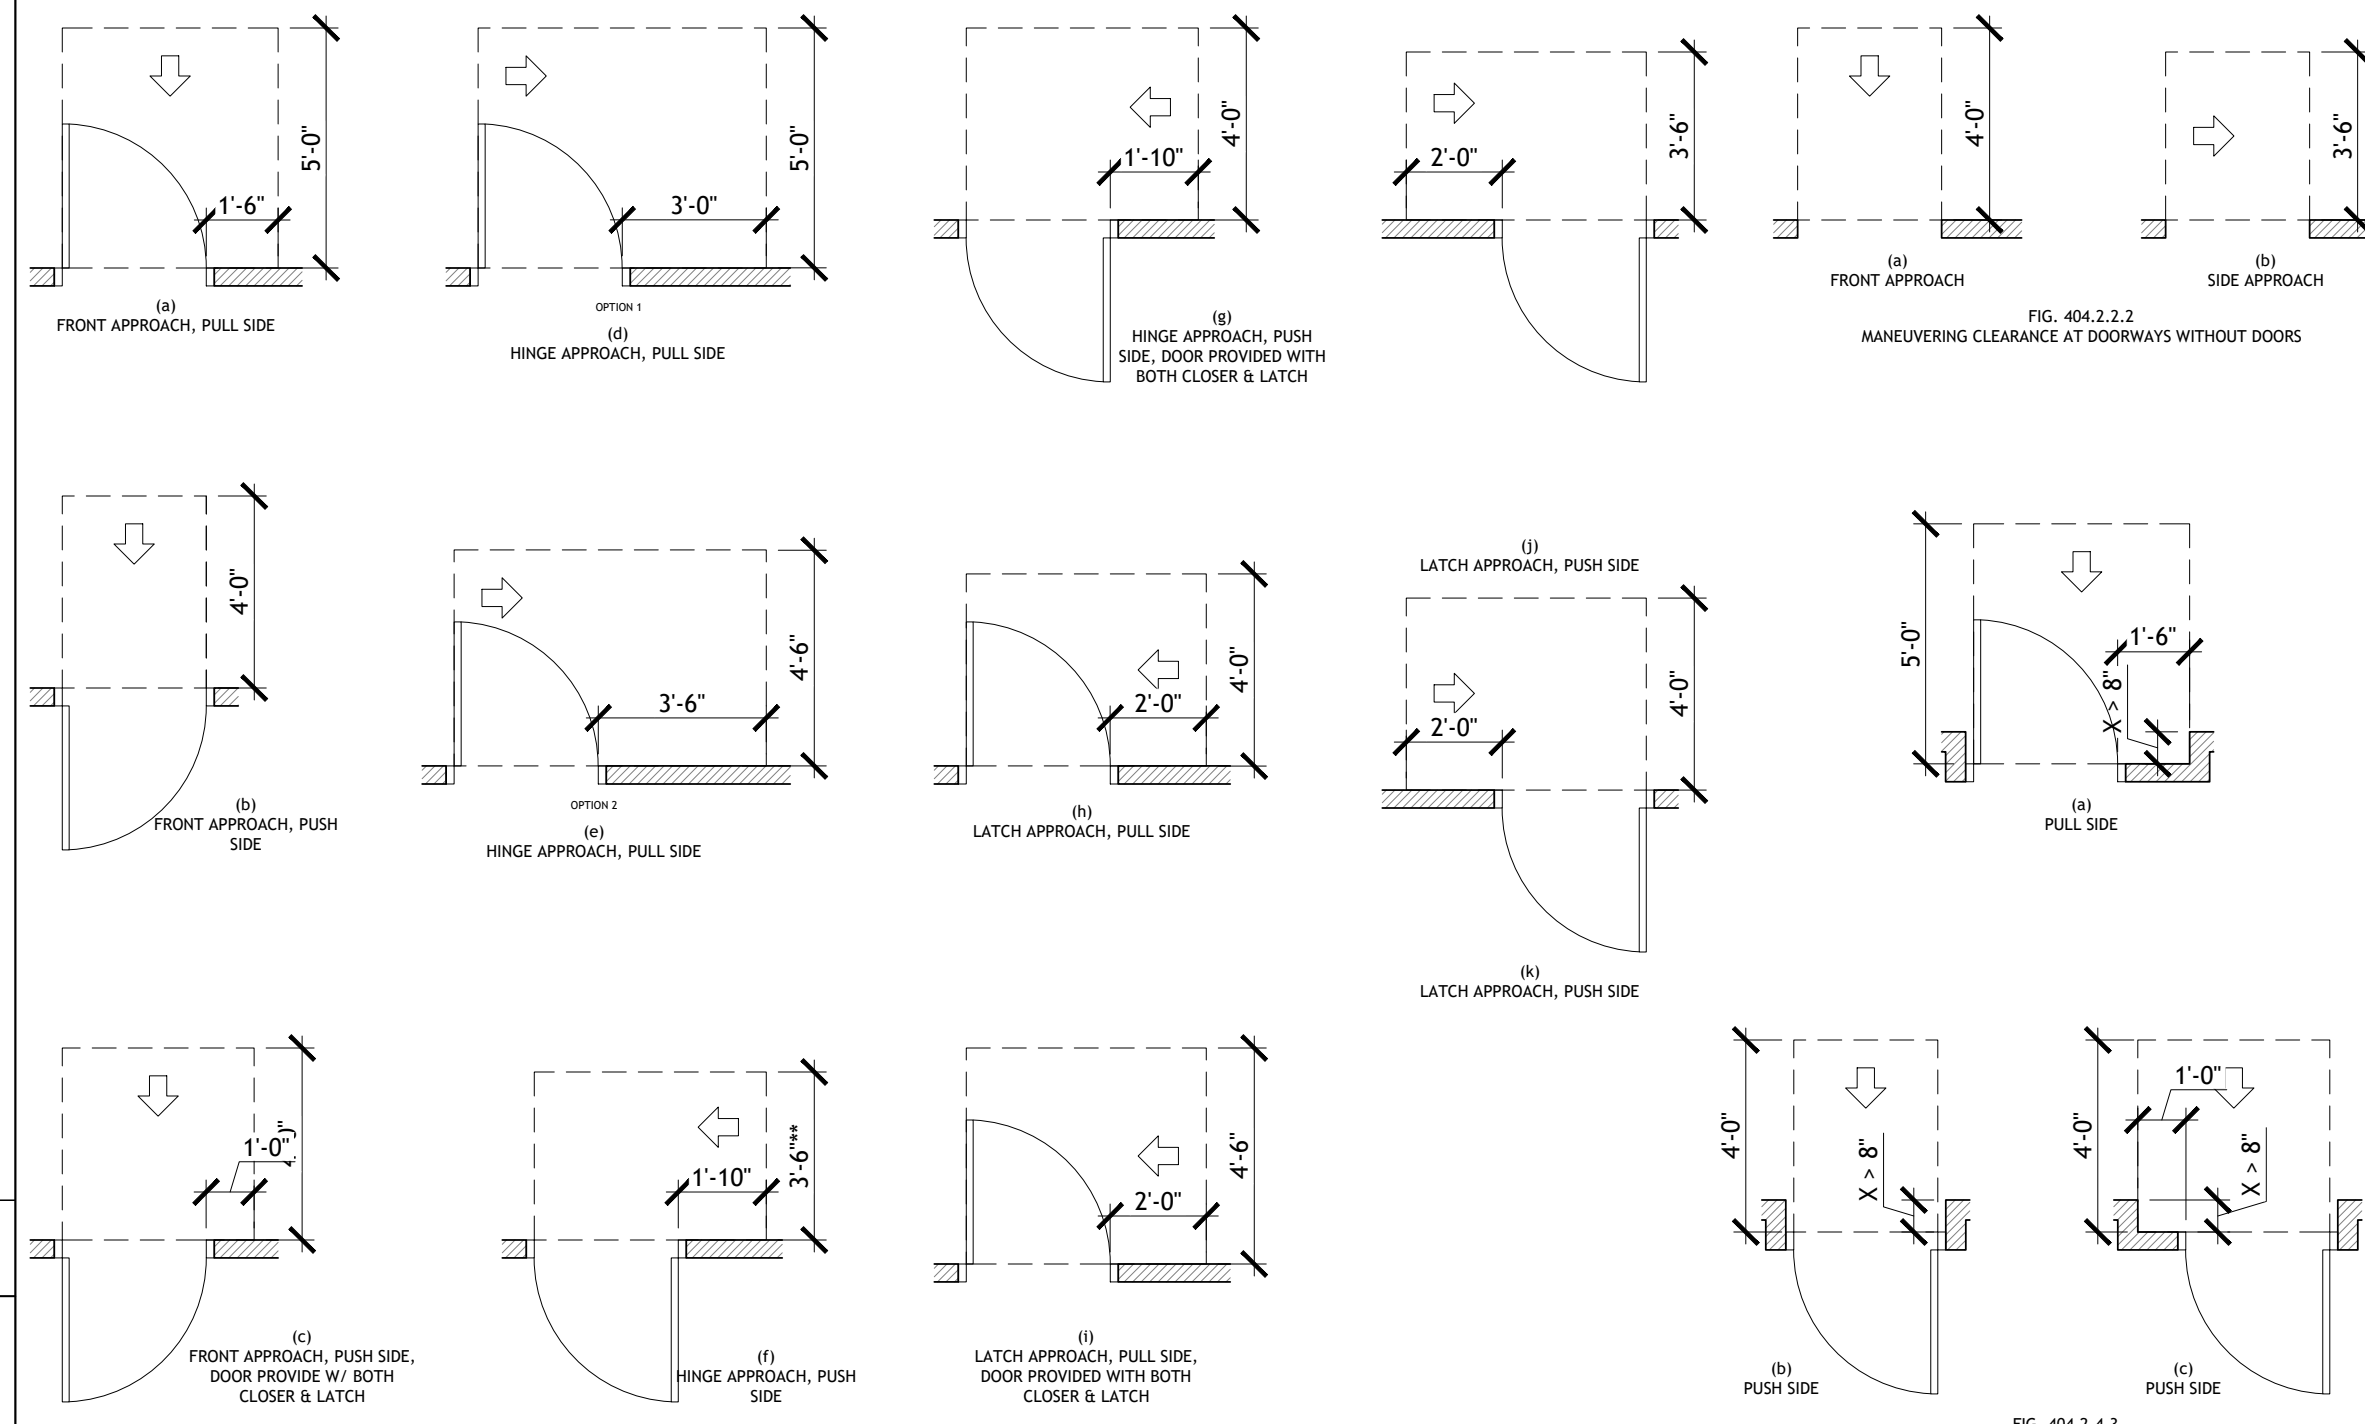 5'-0"
1'-6"
(a)
FRONT APPROACH, PULL SIDE
5'-0"
3'-0"
OPTION 1
(d)
HINGE APPROACH, PULL SIDE
4'-0"
1'-10"
(g)
HINGE APPROACH, PUSH
SIDE, DOOR PROVIDED WITH
BOTH CLOSER & LATCH
3'-6"
2'-0"
(j)
LATCH APPROACH, PUSH SIDE
4'-0"
(a)
FRONT APPROACH
3'-6"
(b)
SIDE APPROACH
FIG. 404.2.2.2
MANEUVERING CLEARANCE AT DOORWAYS WITHOUT DOORS
4'-0"
(b)
FRONT APPROACH, PUSH
SIDE
4'-6"
3'-6"
OPTION 2
(e)
HINGE APPROACH, PULL SIDE
4'-0"
2'-0"
(h)
LATCH APPROACH, PULL SIDE
4'-0"
2'-0"
(k)
LATCH APPROACH, PUSH SIDE
5'-0"
1'-6"
X > 8"
(a)
PULL SIDE
1'-0"
(c)
FRONT APPROACH, PUSH SIDE,
DOOR PROVIDE W/ BOTH
CLOSER & LATCH
3'-6"**
1'-10"
(f)
HINGE APPROACH, PUSH
SIDE
4'-6"
2'-0"
(i)
LATCH APPROACH, PULL SIDE,
DOOR PROVIDED WITH BOTH
CLOSER & LATCH
4'-0"
X > 8"
(b)
PUSH SIDE
4'-0"
1'-0"
X > 8"
(c)
PUSH SIDE